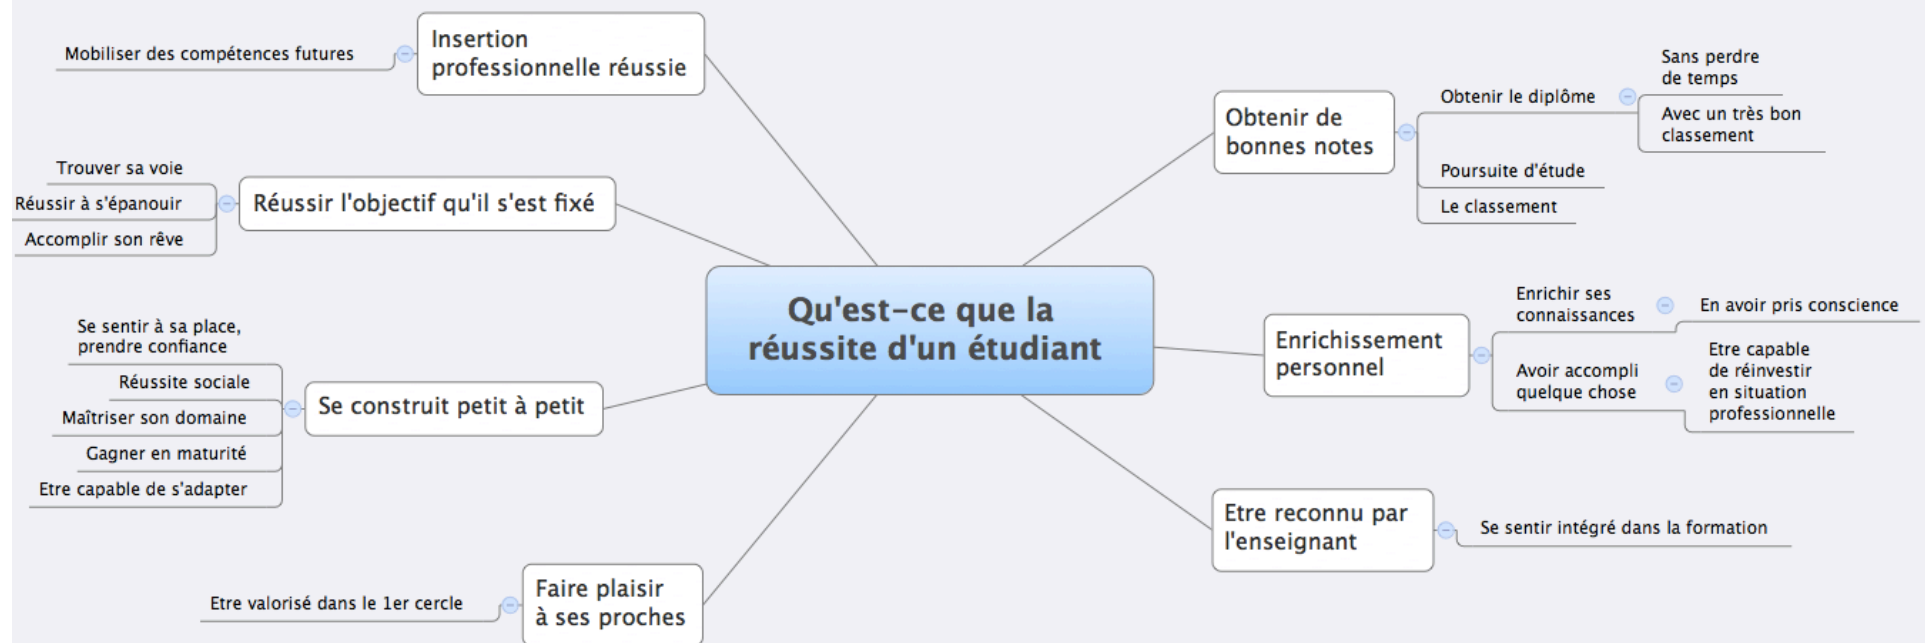 Qu'est-ce que la
réussite d'un étudiant
Insertion
professionnelle réussie
Mobiliser des compétences futures
Réussir l'objectif qu'il s'est fixé
Trouver sa voie
Réussir à s'épanouir
Accomplir son rêve
Se construit petit à petit
Se sentir à sa place,
prendre confiance
Réussite sociale
Maîtriser son domaine
Gagner en maturité
Etre capable de s'adapter
Faire plaisir
à ses proches
Etre valorisé dans le 1er cercle
Obtenir de
bonnes notes
Obtenir le diplôme
Sans perdre
de temps
Avec un très bon
classement
Poursuite d'étude
Le classement
Enrichissement
personnel
Enrichir ses
connaissances
En avoir pris conscience
Avoir accompli
quelque chose
Etre capable
de réinvestir
en situation
professionnelle
Etre reconnu par
l'enseignant
Se sentir intégré dans la formation